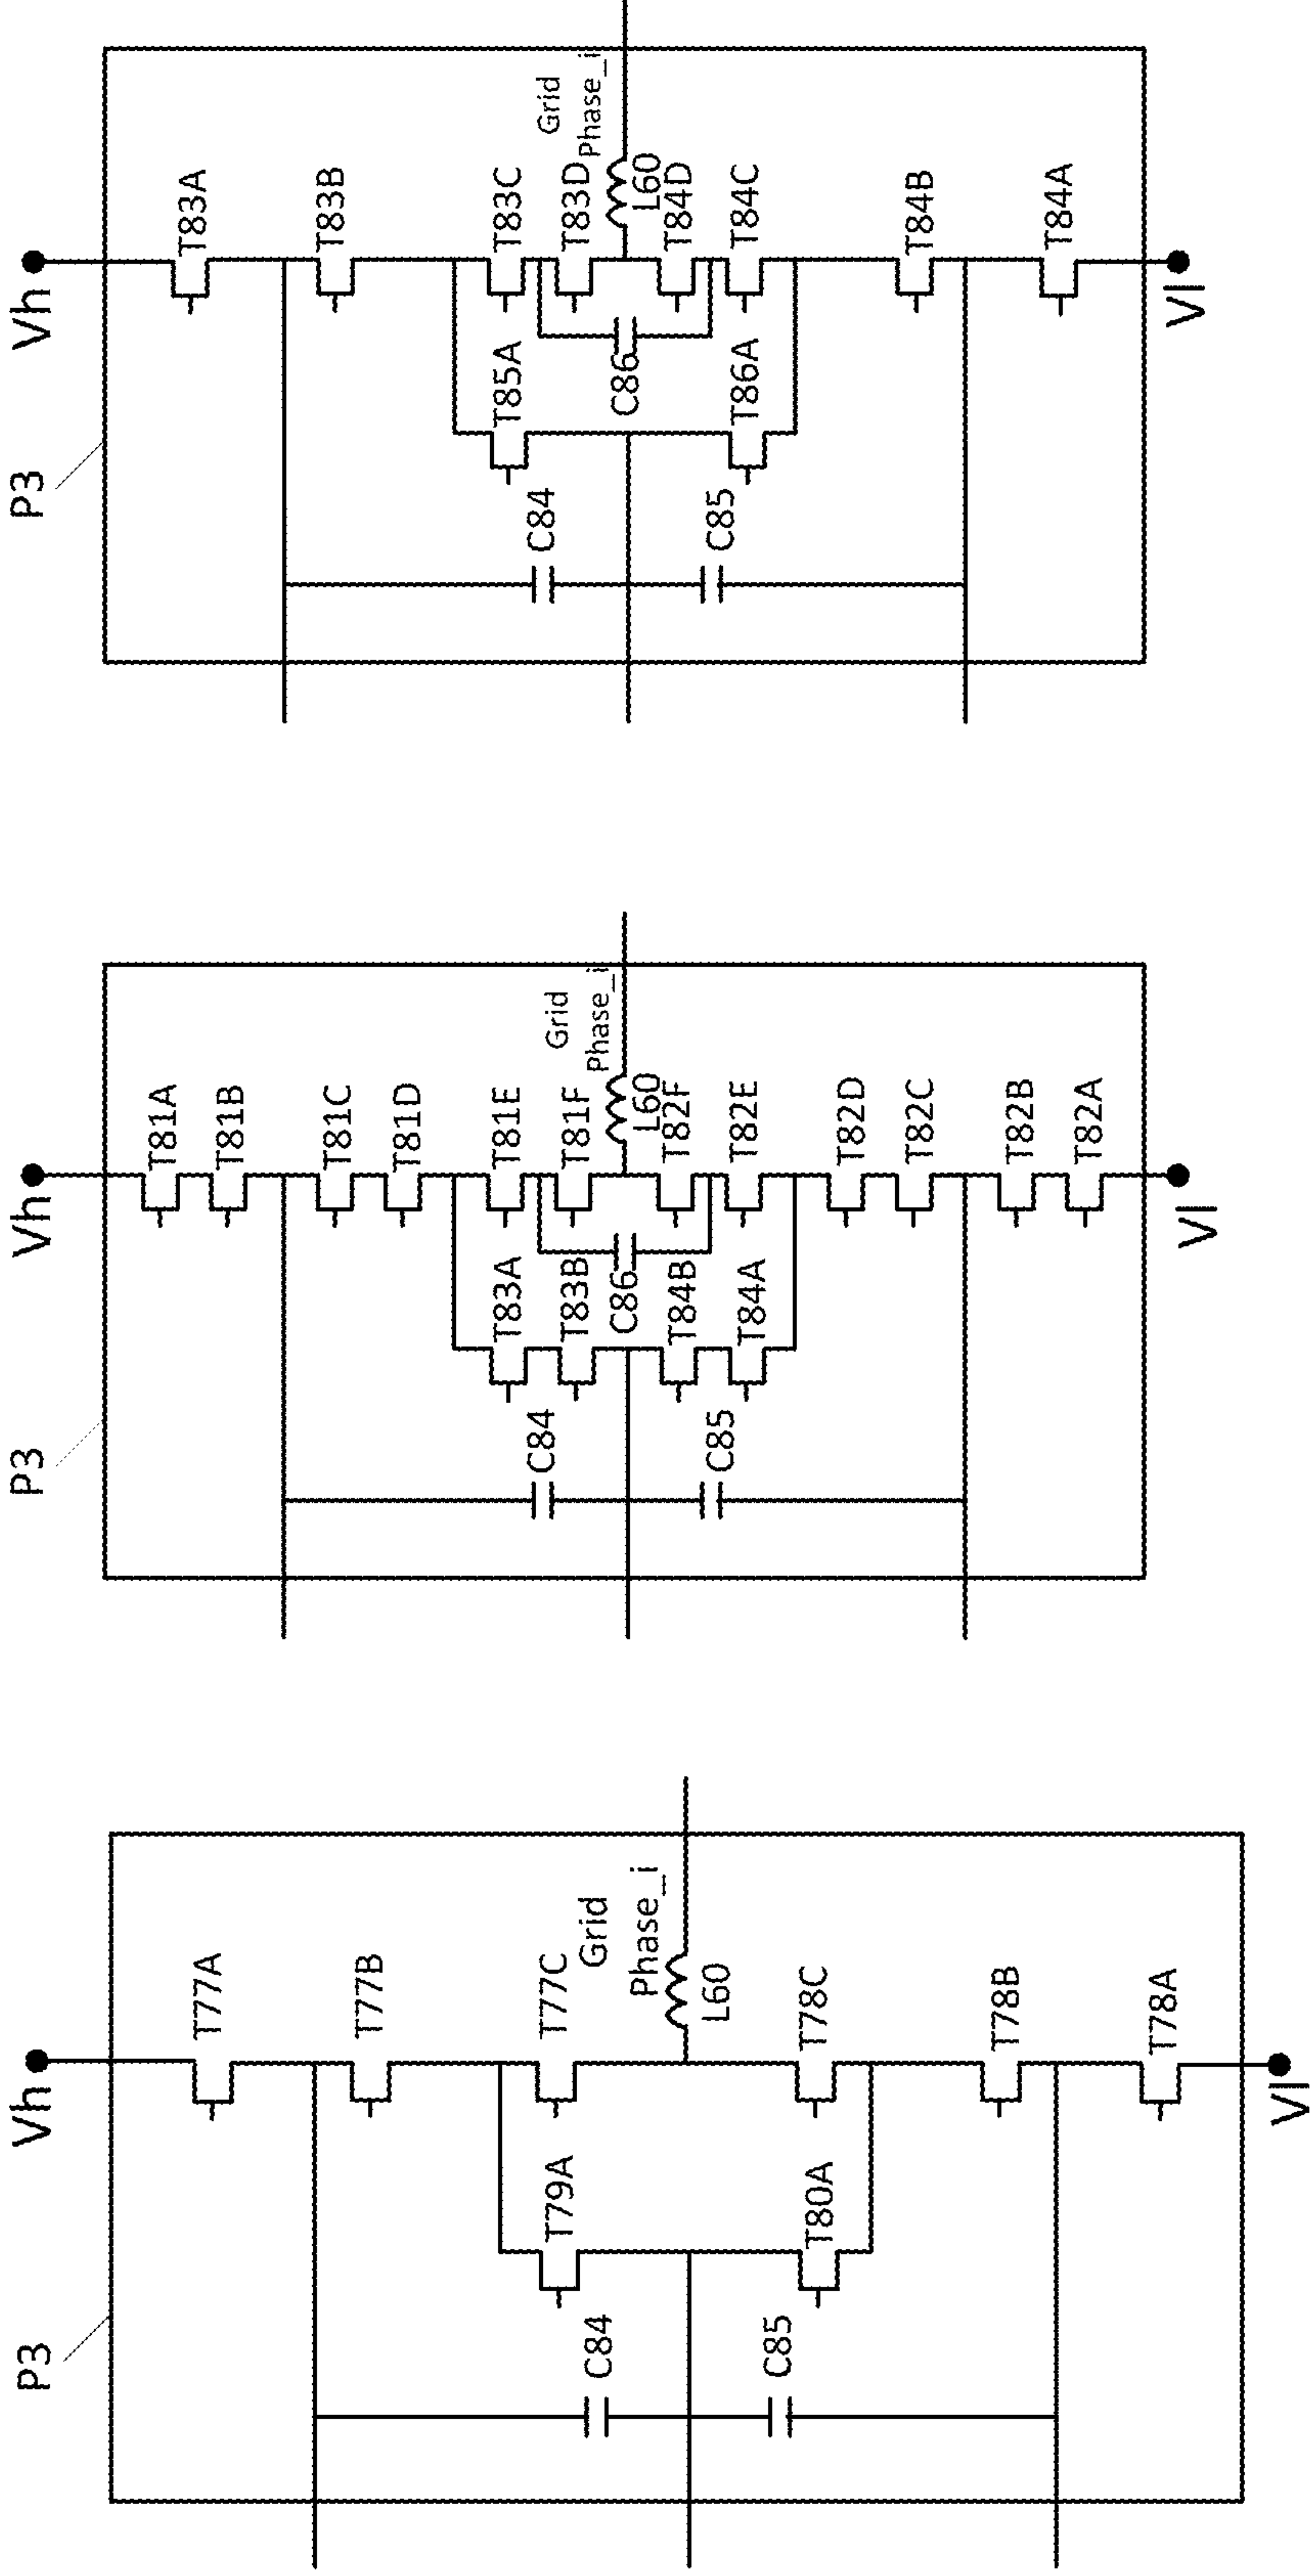 P3
Vh
T77A
T77B
T77C
Grid
Phase_i
L60
T79A
C84
C85
T80A
T78C
T78B
T78A
Vl
P3
Vh
T81A
T81B
T81C
T81D
T81E
T81F
Grid
Phase_i
L60
T83A
T83B
C84
C86
C85
T84B
T84A
T82F
T82E
T82D
T82C
T82B
T82A
Vl
P3
Vh
T83A
T83B
T83C
T83D
Grid
Phase_i
L60
T85A
C84
C86
C85
T86A
T84D
T84C
T84B
T84A
Vl